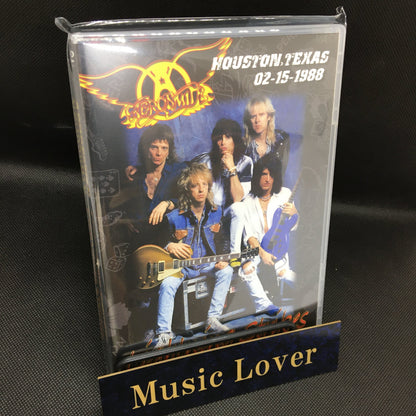 AEROSMITH
HOUSTON,TEXAS
02-15-1988
Music Lover